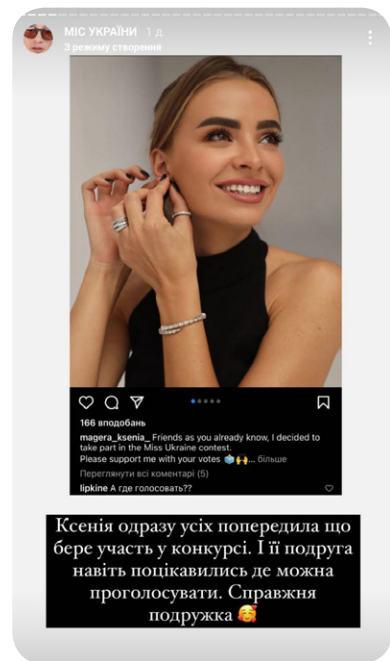 МІС УКРАЇНИ 1 д.
З режиму створення
166 вподобань
magera_ksenia_ Friends as you already know, I decided to
take part in the Miss Ukraine contest.
Please support me with your votes 🗳️🙌... більше
Переглянути всі коментарі (5)
lipkine А где голосовать??
Ксенія одразу усіх попередила що
бере участь у конкурсі. І її подруга
навіть поцікавились де можна
проголосувати. Справжня
подружка 🥰